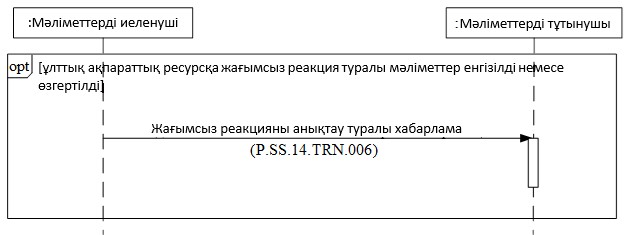 :Мәліметтерді иеленуші
:Мәліметтерді тұтынушы
opt
[ұлттық ақпараттық ресурсқа жағымсыз реакция туралы мәліметтер енгізілді немесе
өзгертілді]
Жағымсыз реакцияны анықтау туралы хабарлама
(P.SS.14.TRN.006)